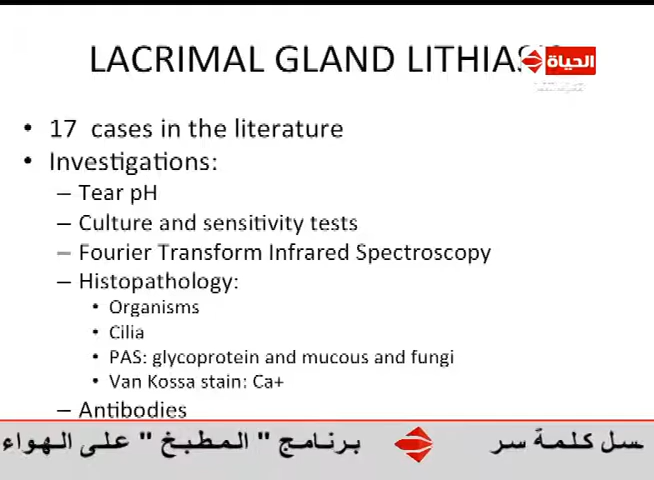 LACRIMAL GLAND LITHIAS
الحياة
• 17 cases in the literature
• Investigations:
– Tear pH
– Culture and sensitivity tests
– Fourier Transform Infrared Spectroscopy
– Histopathology:
• Organisms
• Cilia
• PAS: glycoprotein and mucous and fungi
• Van Kossa stain: Ca+
– Antibodies
سل كلمة سر
برنامج " المطبخ " على الهواء